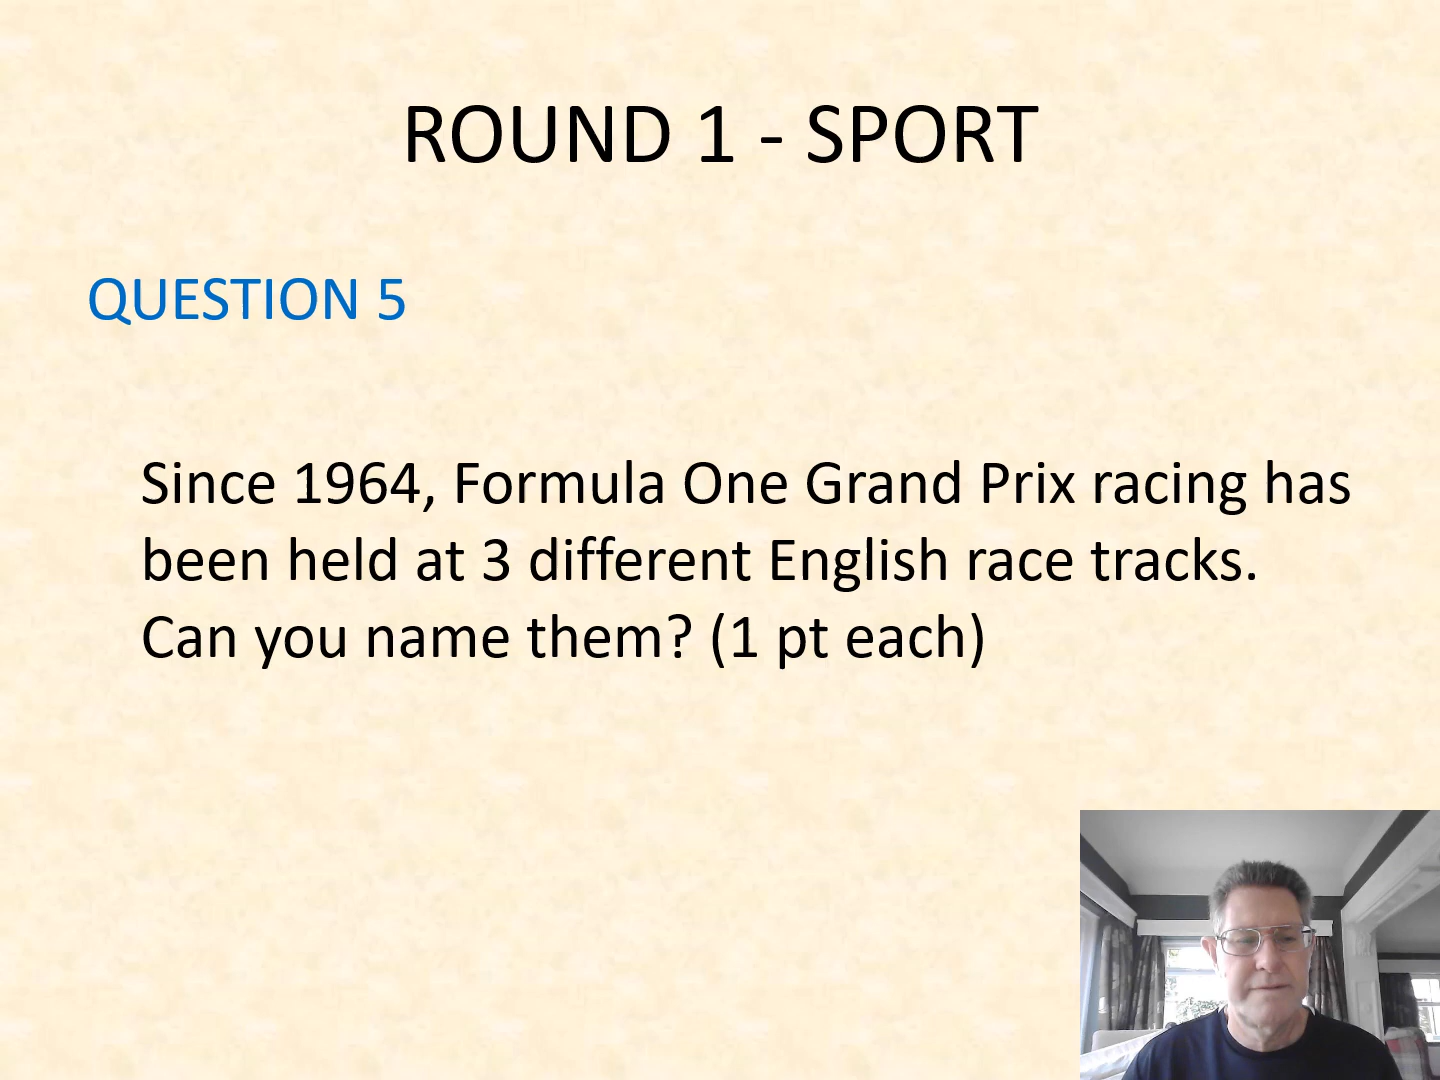 ROUND 1 - SPORT
QUESTION 5
Since 1964, Formula One Grand Prix racing has
been held at 3 different English race tracks.
Can you name them? (1 pt each)